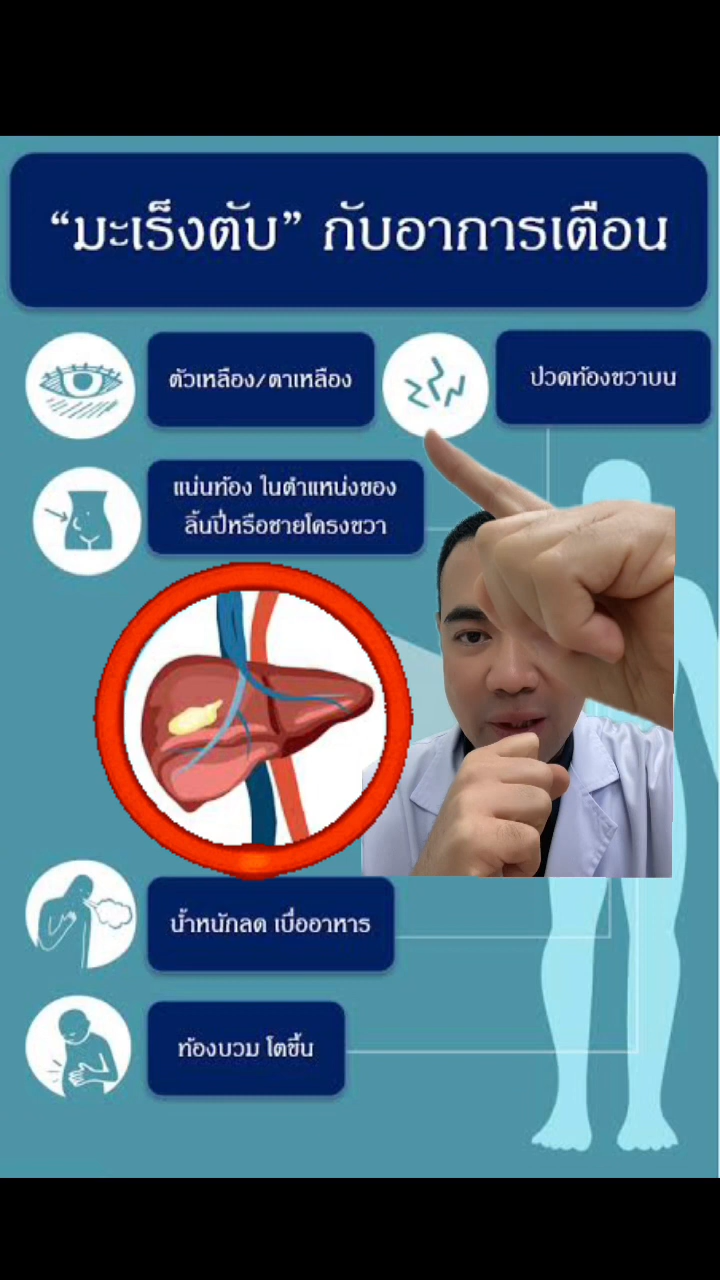 “มะเร็งตับ” กับอาการเตือน
ตัวเหลือง/ตาเหลือง
ปวดท้องขวาบน
แน่นท้อง ในตำแหน่งของ
ลิ้นปี่หรือชายโครงขวา
น้ำหนักลด เบื่ออาหาร
ท้องบวม โตขึ้น